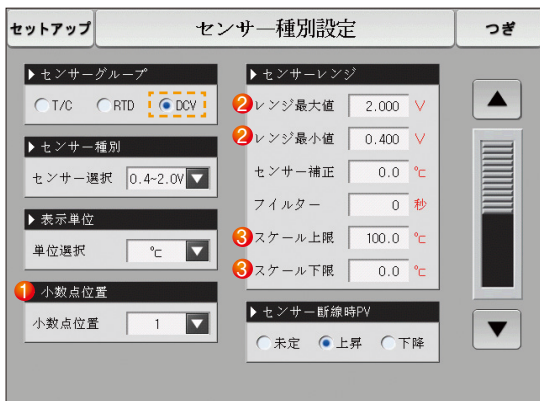 セットアップ
センサー種別設定
つぎ
▶センサーグループ
T/C RTD DCV
▶センサー種別
センサー選択 0.4~2.0V
▶表示単位
単位選択 ℃
1 小数点位置
小数点位置 1
▶センサーレンジ
2 レンジ最大値 2.000 V
2 レンジ最小値 0.400 V
センサー補正 0.0 ℃
フィルター 0 秒
3 スケール上限 100.0 ℃
3 スケール下限 0.0 ℃
▶センサー断線時PV
未定 上昇 下降